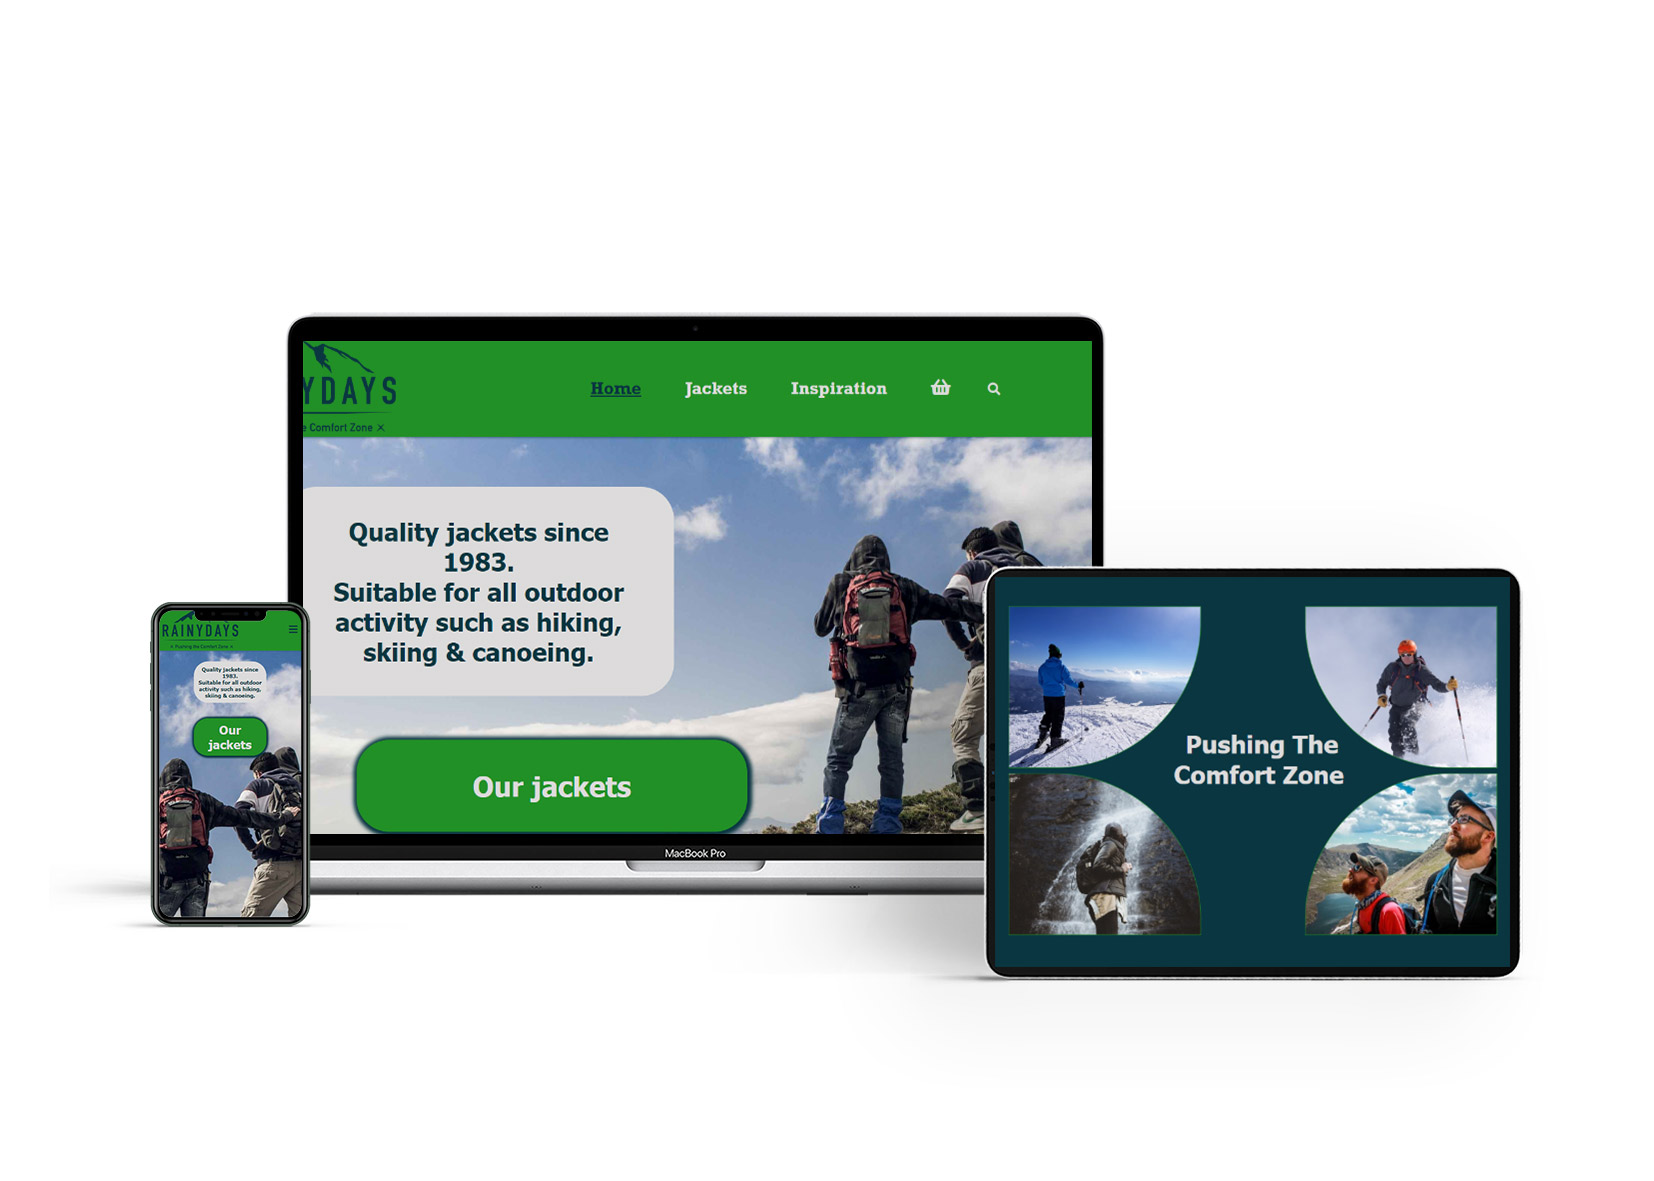 YDAYS
e Comfort Zone ×
Home Jackets Inspiration
Quality jackets since
1983.
Suitable for all outdoor
activity such as hiking,
skiing & canoeing.
Our jackets
MacBook Pro
RAINYDAYS
× Pushing the Comfort Zone ×
Quality jackets since
1983.
Suitable for all outdoor
activity such as hiking,
skiing & canoeing.
Our
jackets
Pushing The
Comfort Zone